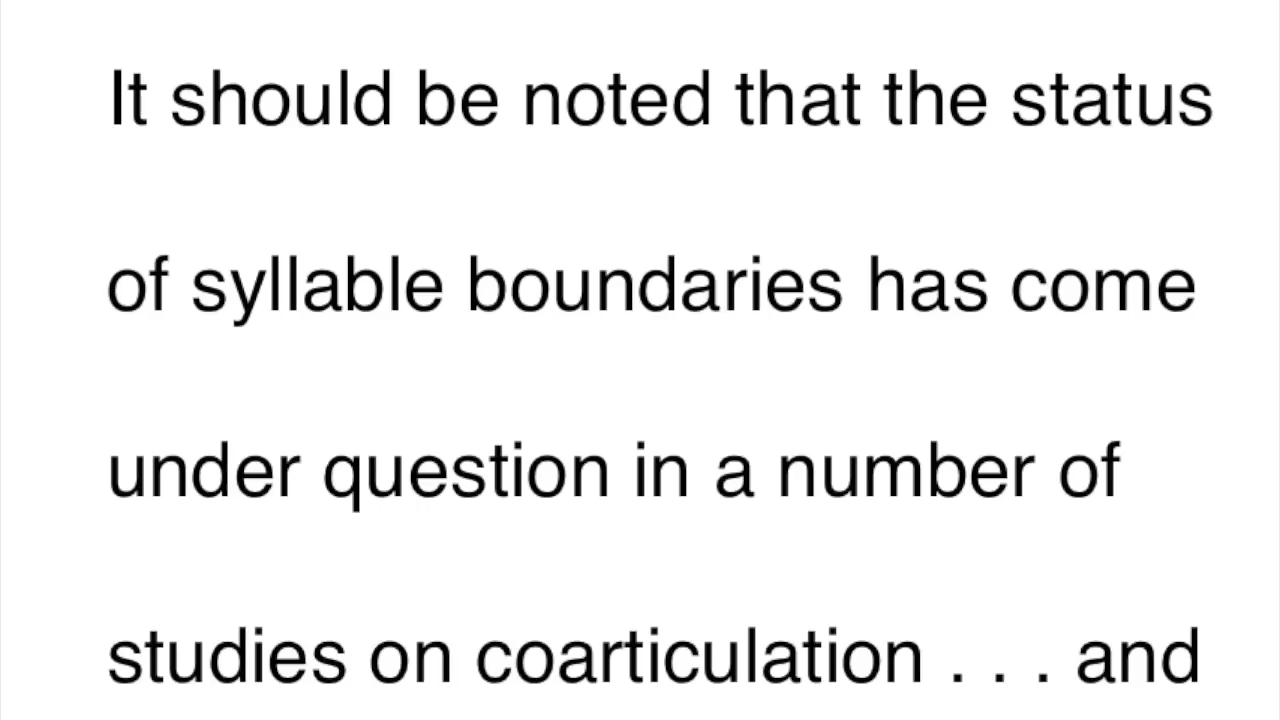 It should be noted that the status
of syllable boundaries has come
under question in a number of
studies on coarticulation . . . and